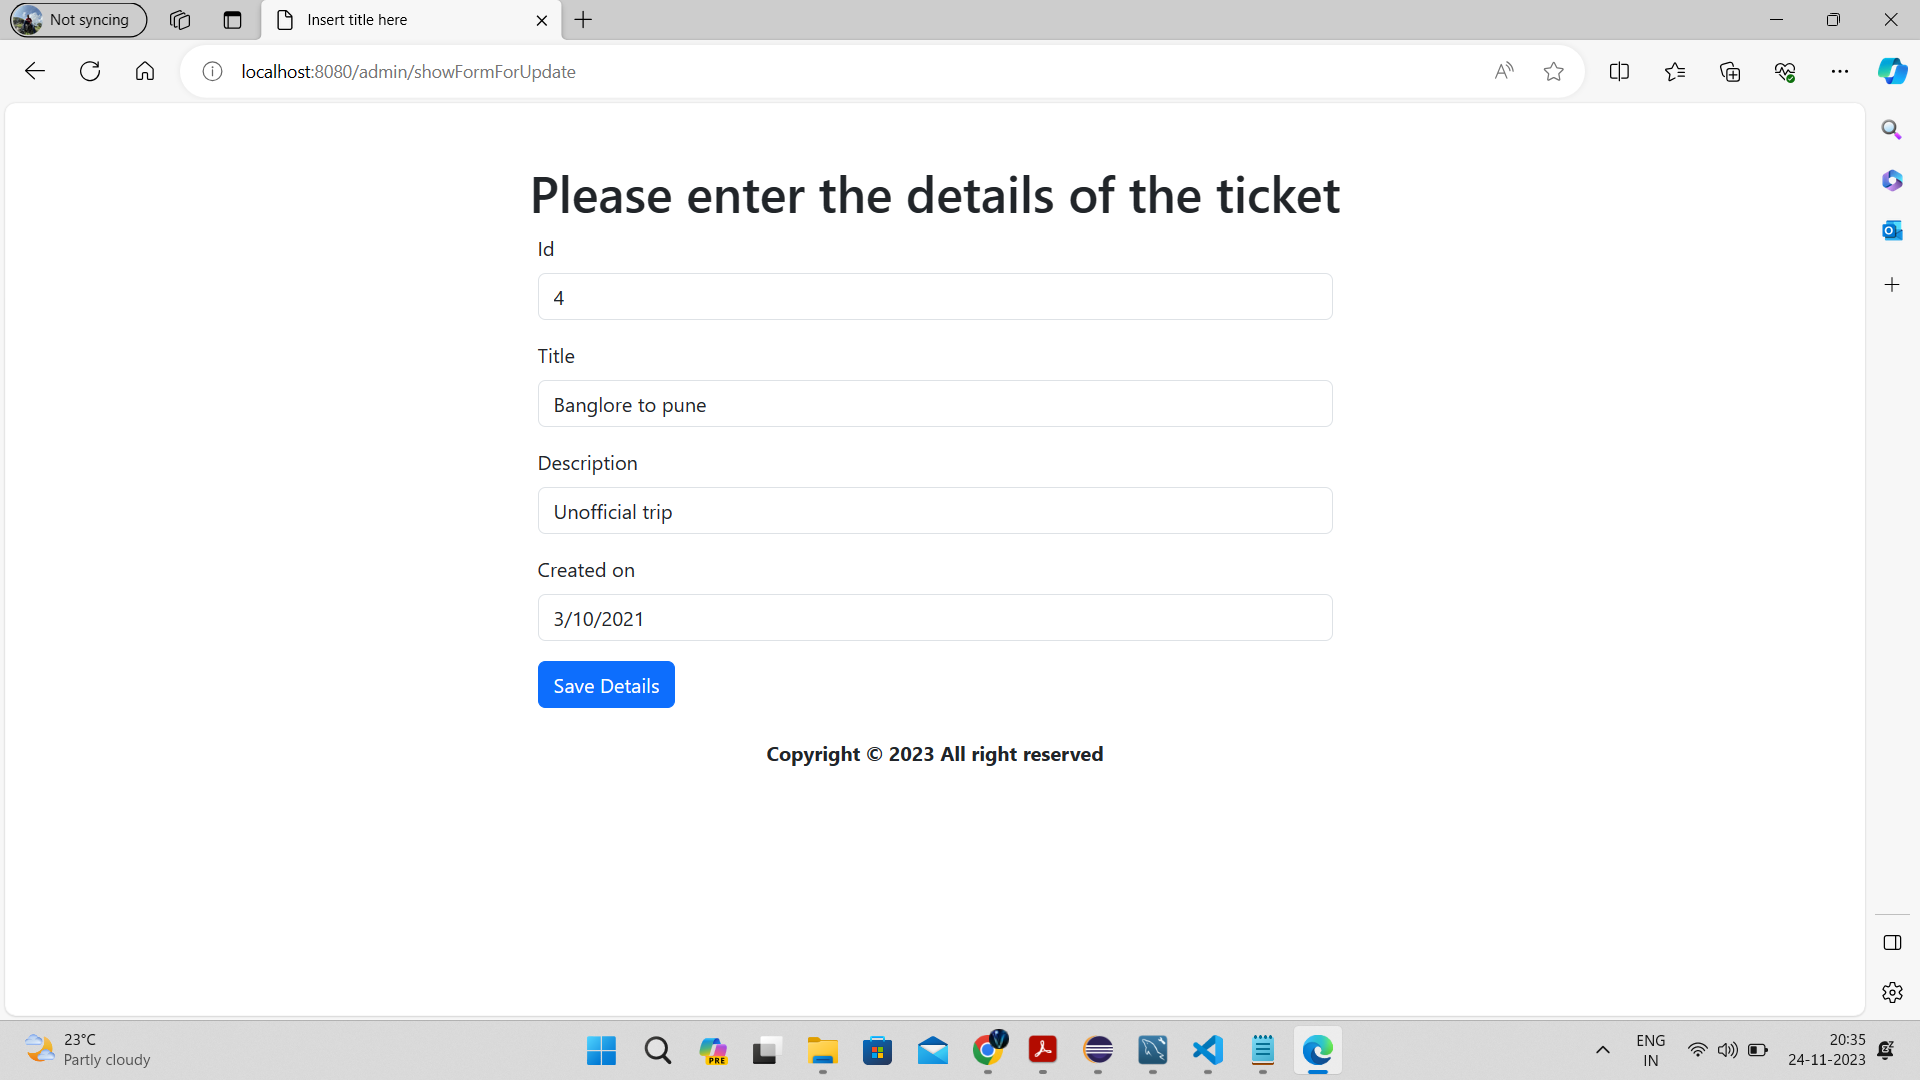 Not syncing
Insert title here
localhost:8080/admin/showFormForUpdate
Please enter the details of the ticket
Id
4
Title
Banglore to pune
Description
Unofficial trip
Created on
3/10/2021
Save Details
Copyright © 2023 All right reserved
23°C
Partly cloudy
PRE
ENG
IN
20:35
24-11-2023